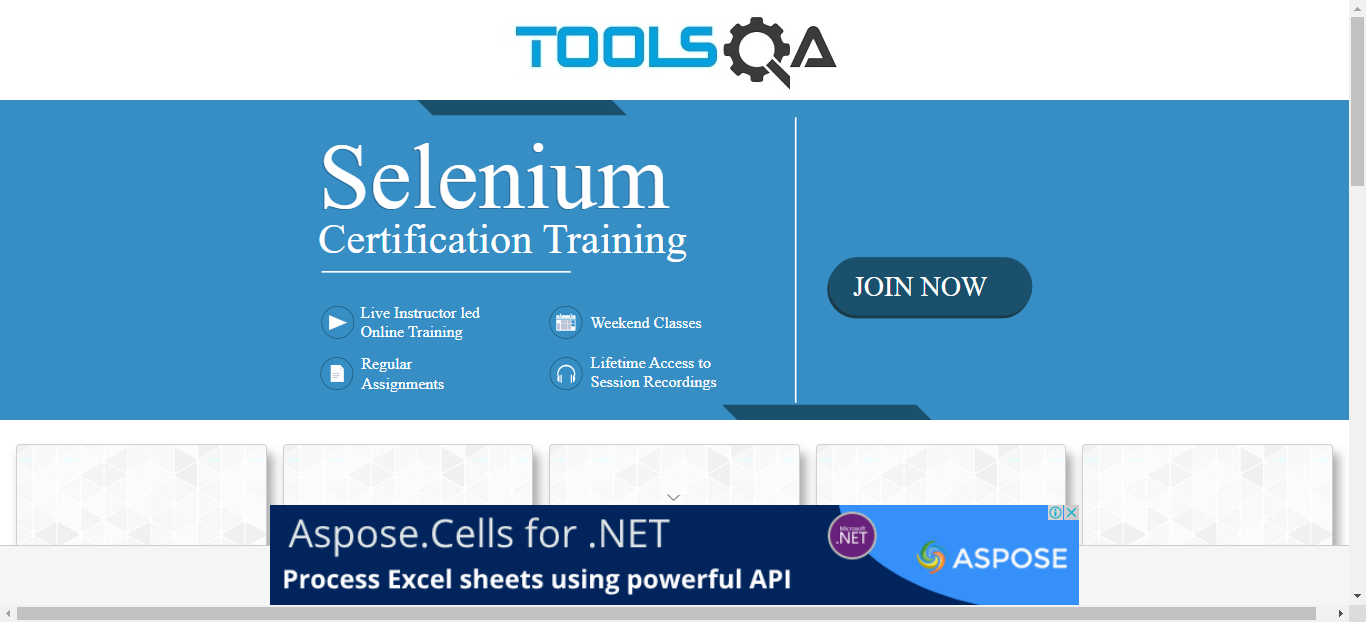 TOOLSQA
Selenium
Certification Training
JOIN NOW
Live Instructor led
Online Training
Weekend Classes
Regular
Assignments
Lifetime Access to
Session Recordings
Aspose.Cells for .NET
Process Excel sheets using powerful API
Microsoft
.NET
ASPOSE